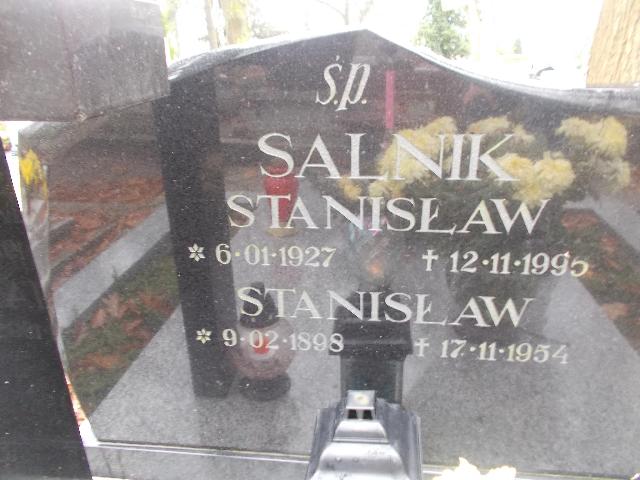 ś.p.
SALNIK
STANISŁAW
* 6·01·1927 † 12·11·1995
STANISŁAW
* 9·02·1898 † 17·11·1954